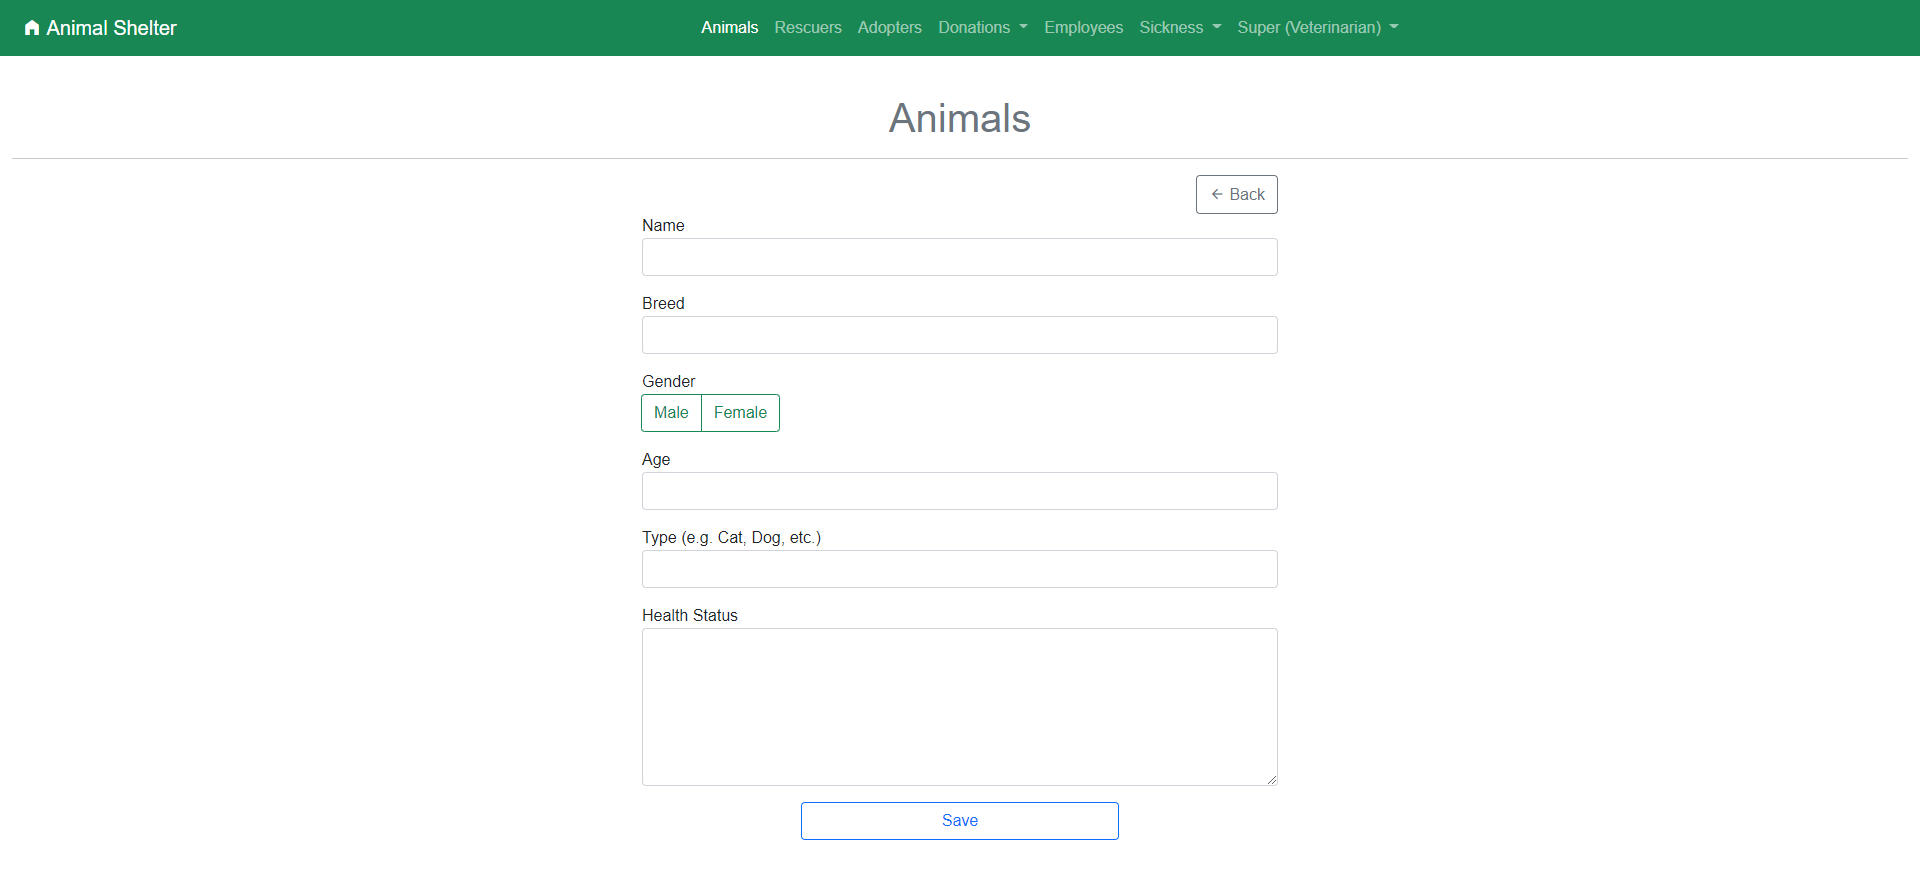 Animal Shelter Animals Rescuers Adopters Donations Employees Sickness Super (Veterinarian)
Animals
Back
Name
Breed
Gender
Male Female
Age
Type (e.g. Cat, Dog, etc.)
Health Status
Save